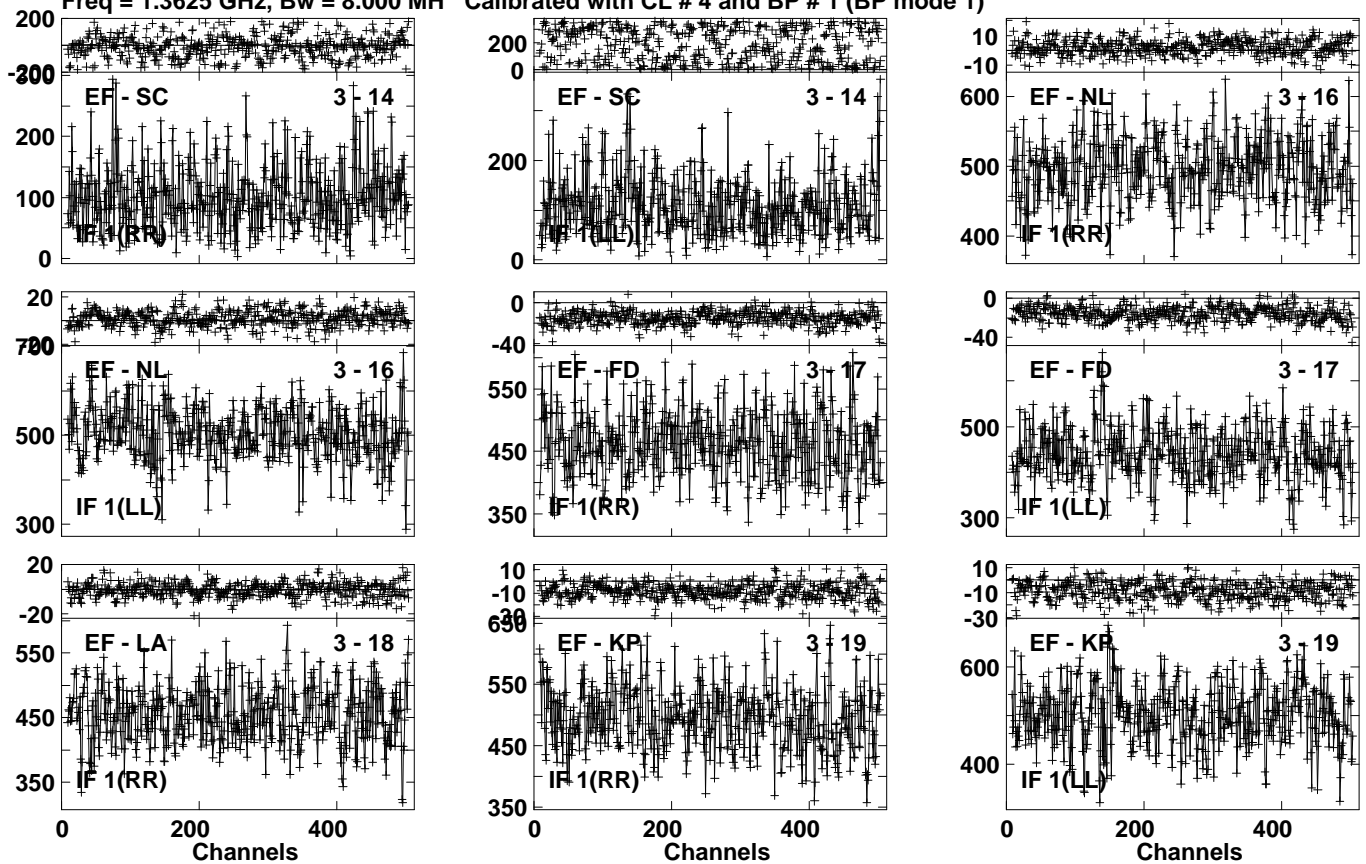 Freq = 1.3625 GHz, Bw = 8.000 MH Calibrated with CL # 4 and BP # 1 (BP mode 1)
200
-200
300
200
100
0
EF - SC 3 - 14
IF 1(RR)
200
0
200
0
EF - SC 3 - 14
IF 1(LL)
10
-10
600
500
400
EF - NL 3 - 16
IF 1(RR)
20
-20
700
500
300
EF - NL 3 - 16
IF 1(LL)
0
-40
550
450
350
EF - FD 3 - 17
IF 1(RR)
0
-40
500
300
EF - FD 3 - 17
IF 1(LL)
20
-20
550
450
350
EF - LA 3 - 18
IF 1(RR)
10
-10
-30
650
550
450
350
EF - KP 3 - 19
IF 1(RR)
10
-10
-30
600
400
EF - KP 3 - 19
IF 1(LL)
0 200 400
Channels
0 200 400
Channels
0 200 400
Channels